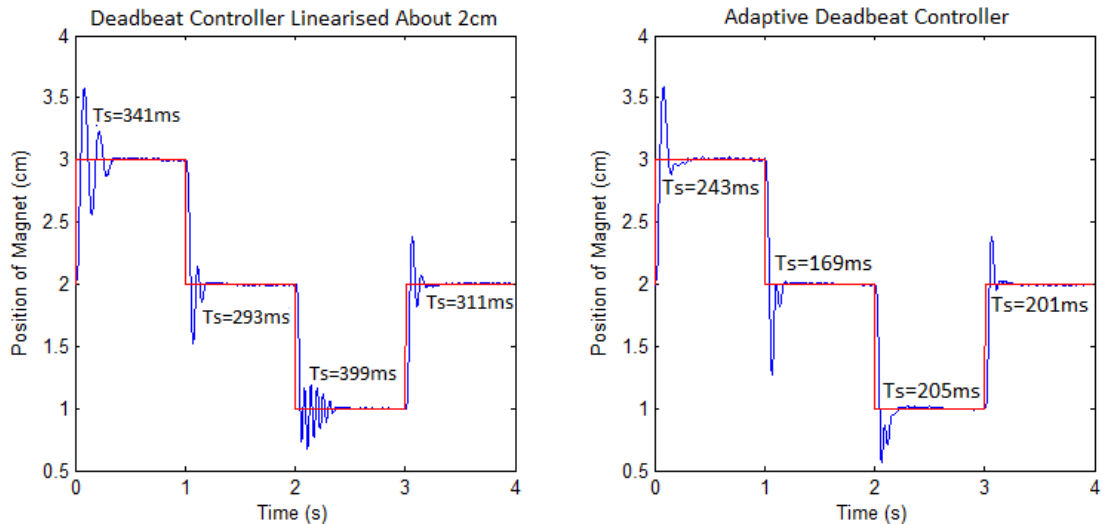 Deadbeat Controller Linearised About 2cm
Position of Magnet (cm)
4
3.5
3
2.5
2
1.5
1
0.5
Ts=341ms
Ts=293ms
Ts=399ms
Ts=311ms
0
1
2
3
4
Time (s)
Adaptive Deadbeat Controller
Position of Magnet (cm)
4
3.5
3
2.5
2
1.5
1
0.5
Ts=243ms
Ts=169ms
Ts=205ms
Ts=201ms
0
1
2
3
4
Time (s)